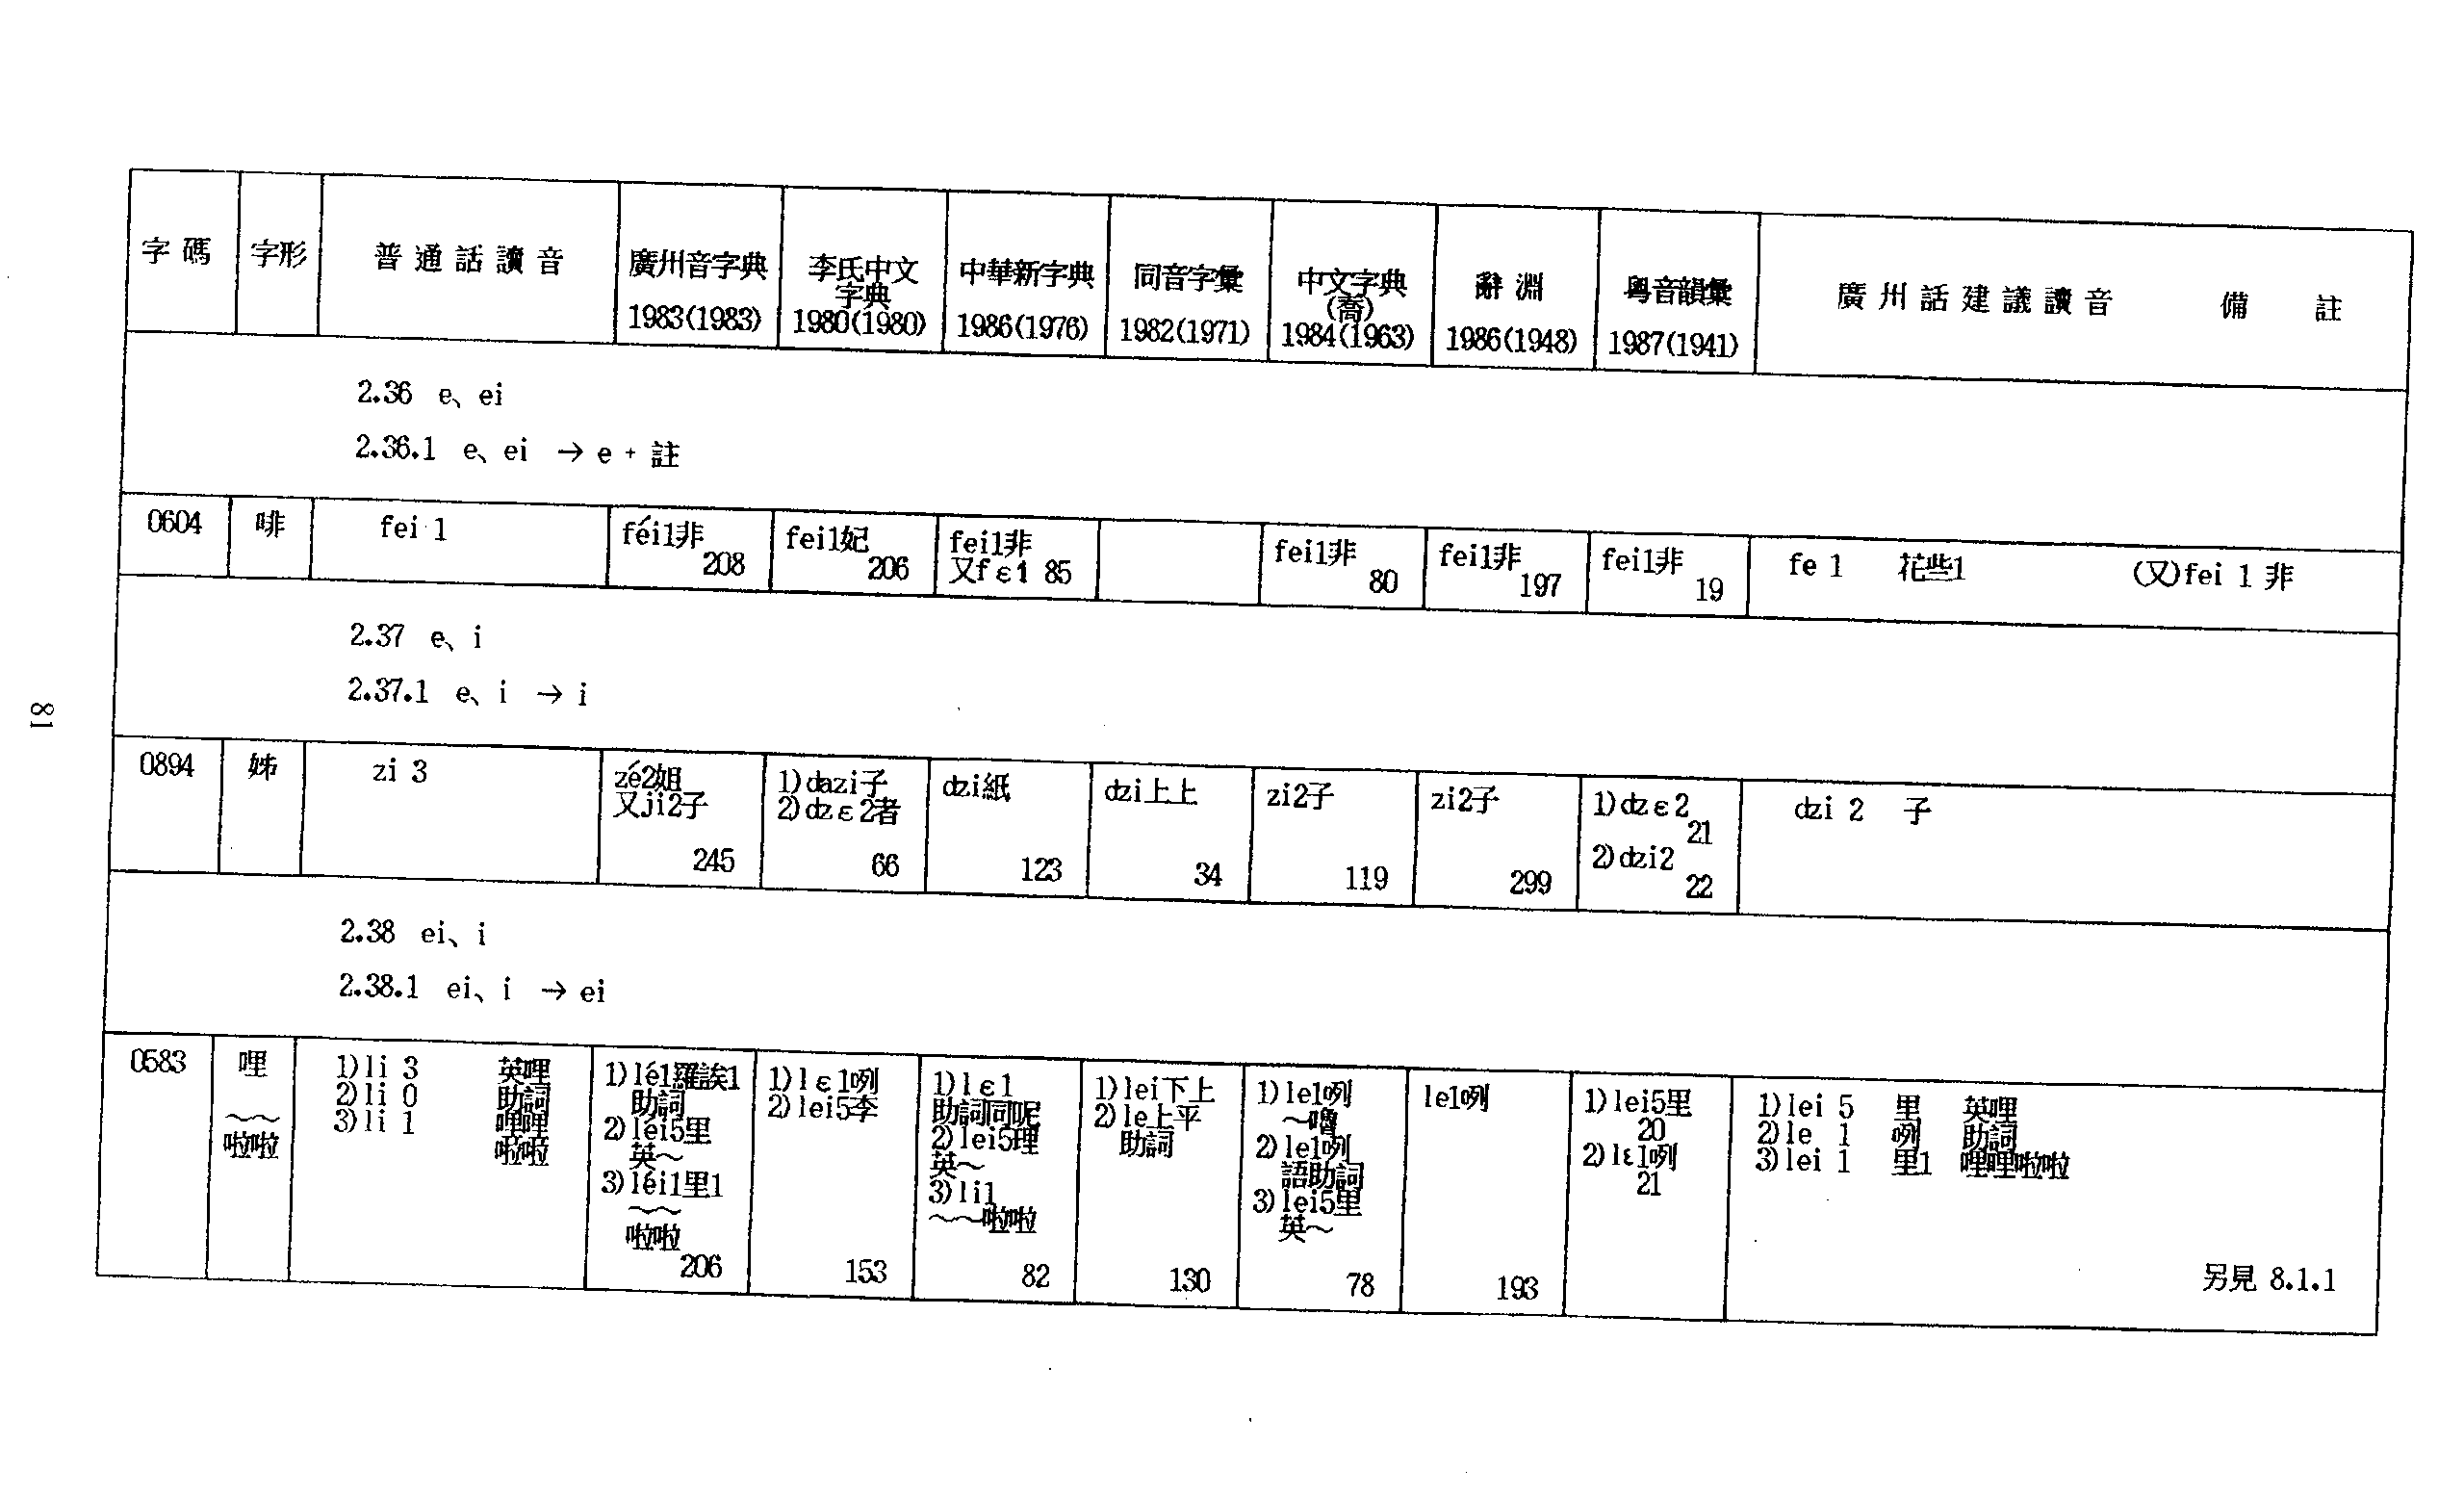 字碼 字形 普通話讀音 廣州音字典 1983(1983) 李氏中文字典 1980(1980) 中華新字典 1986(1976) 同音字彙 1982(1971) 中文字典(喬) 1984(1963) 辭淵 1986(1948) 粵音韻彙 1987(1941) 廣州話建議讀音 備註
2.36 e、ei
2.36.1 e、ei → e + 註
0604 啡 fei 1 féi1非 208 fei1妃 206 fei1非 又fɛ1 85 fei1非 80 fei1非 197 fei1非 19 fe 1 花些1 (又)fei 1 非
2.37 e、i
2.37.1 e、i → i
0894 姊 zi 3 zé2姐 又ji2子 245 1)dazi子 2)dzɛ2者 66 dzi紙 123 dzi上上 34 zi2子 119 zi2子 299 1)dzɛ2 21 2)dzi2 22 dzi 2 子
2.38 ei、i
2.38.1 ei、i → ei
0583 哩 ~~啦啦
1)li 3 英哩
2)li 0 助詞
3)li 1 哩哩啦啦
1)lé1羅誒1
助詞
2)léi5里
英~
3)léi1里1
~~
啦啦
206
1)lɛ1咧
2)lei5李
153
1)lɛ1
助詞同呢
2)lei5理
英~
3)li1
~~啦啦
82
1)lei下上
2)le上平
助詞
130
1)le1咧
~嚕
2)le1咧
語助詞
3)lei5里
英~
78
le1咧
193
1)lei5里
20
2)lɛ1咧
21
1)lei 5 里 英哩
2)le 1 咧 助詞
3)lei 1 里1 哩哩啦啦
另見 8.1.1
81